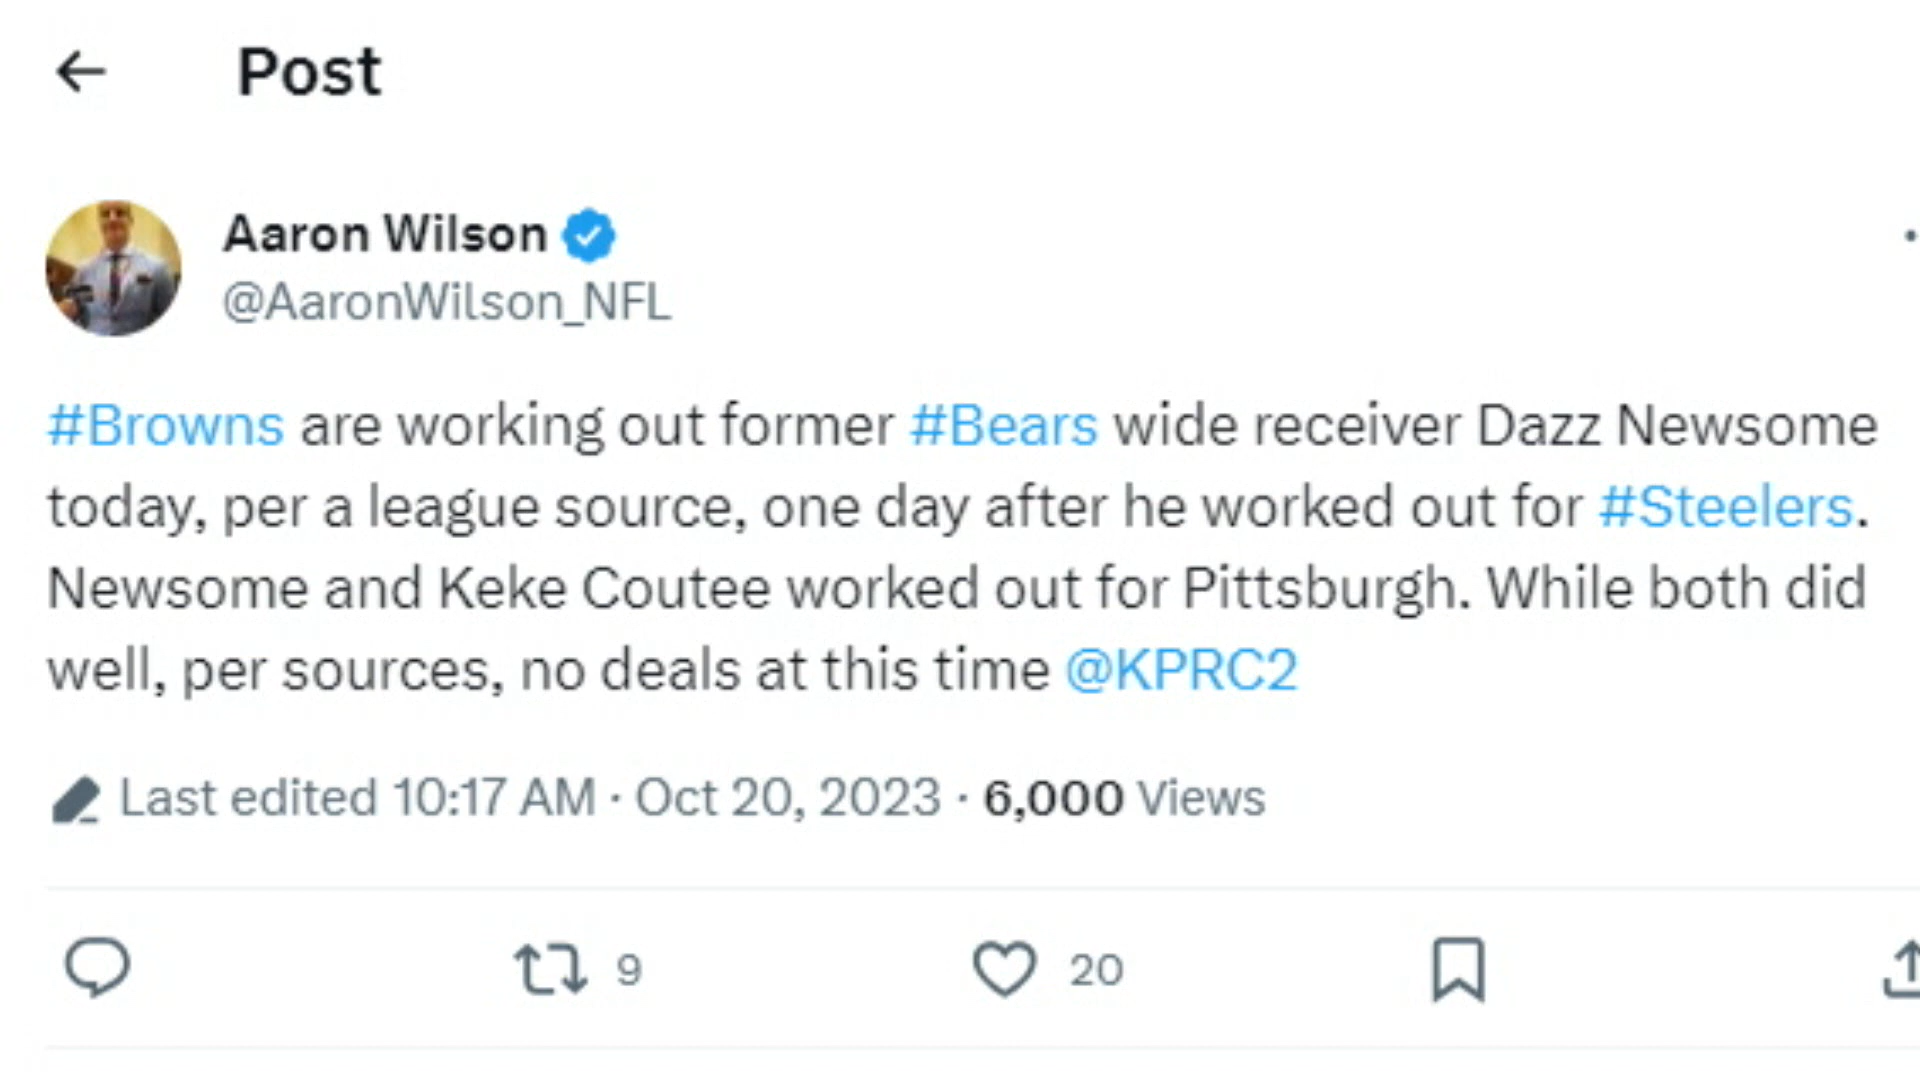 Post
Aaron Wilson
@AaronWilson_NFL
#Browns are working out former #Bears wide receiver Dazz Newsome
today, per a league source, one day after he worked out for #Steelers.
Newsome and Keke Coutee worked out for Pittsburgh. While both did
well, per sources, no deals at this time @KPRC2
Last edited 10:17 AM · Oct 20, 2023 · 6,000 Views
9 20